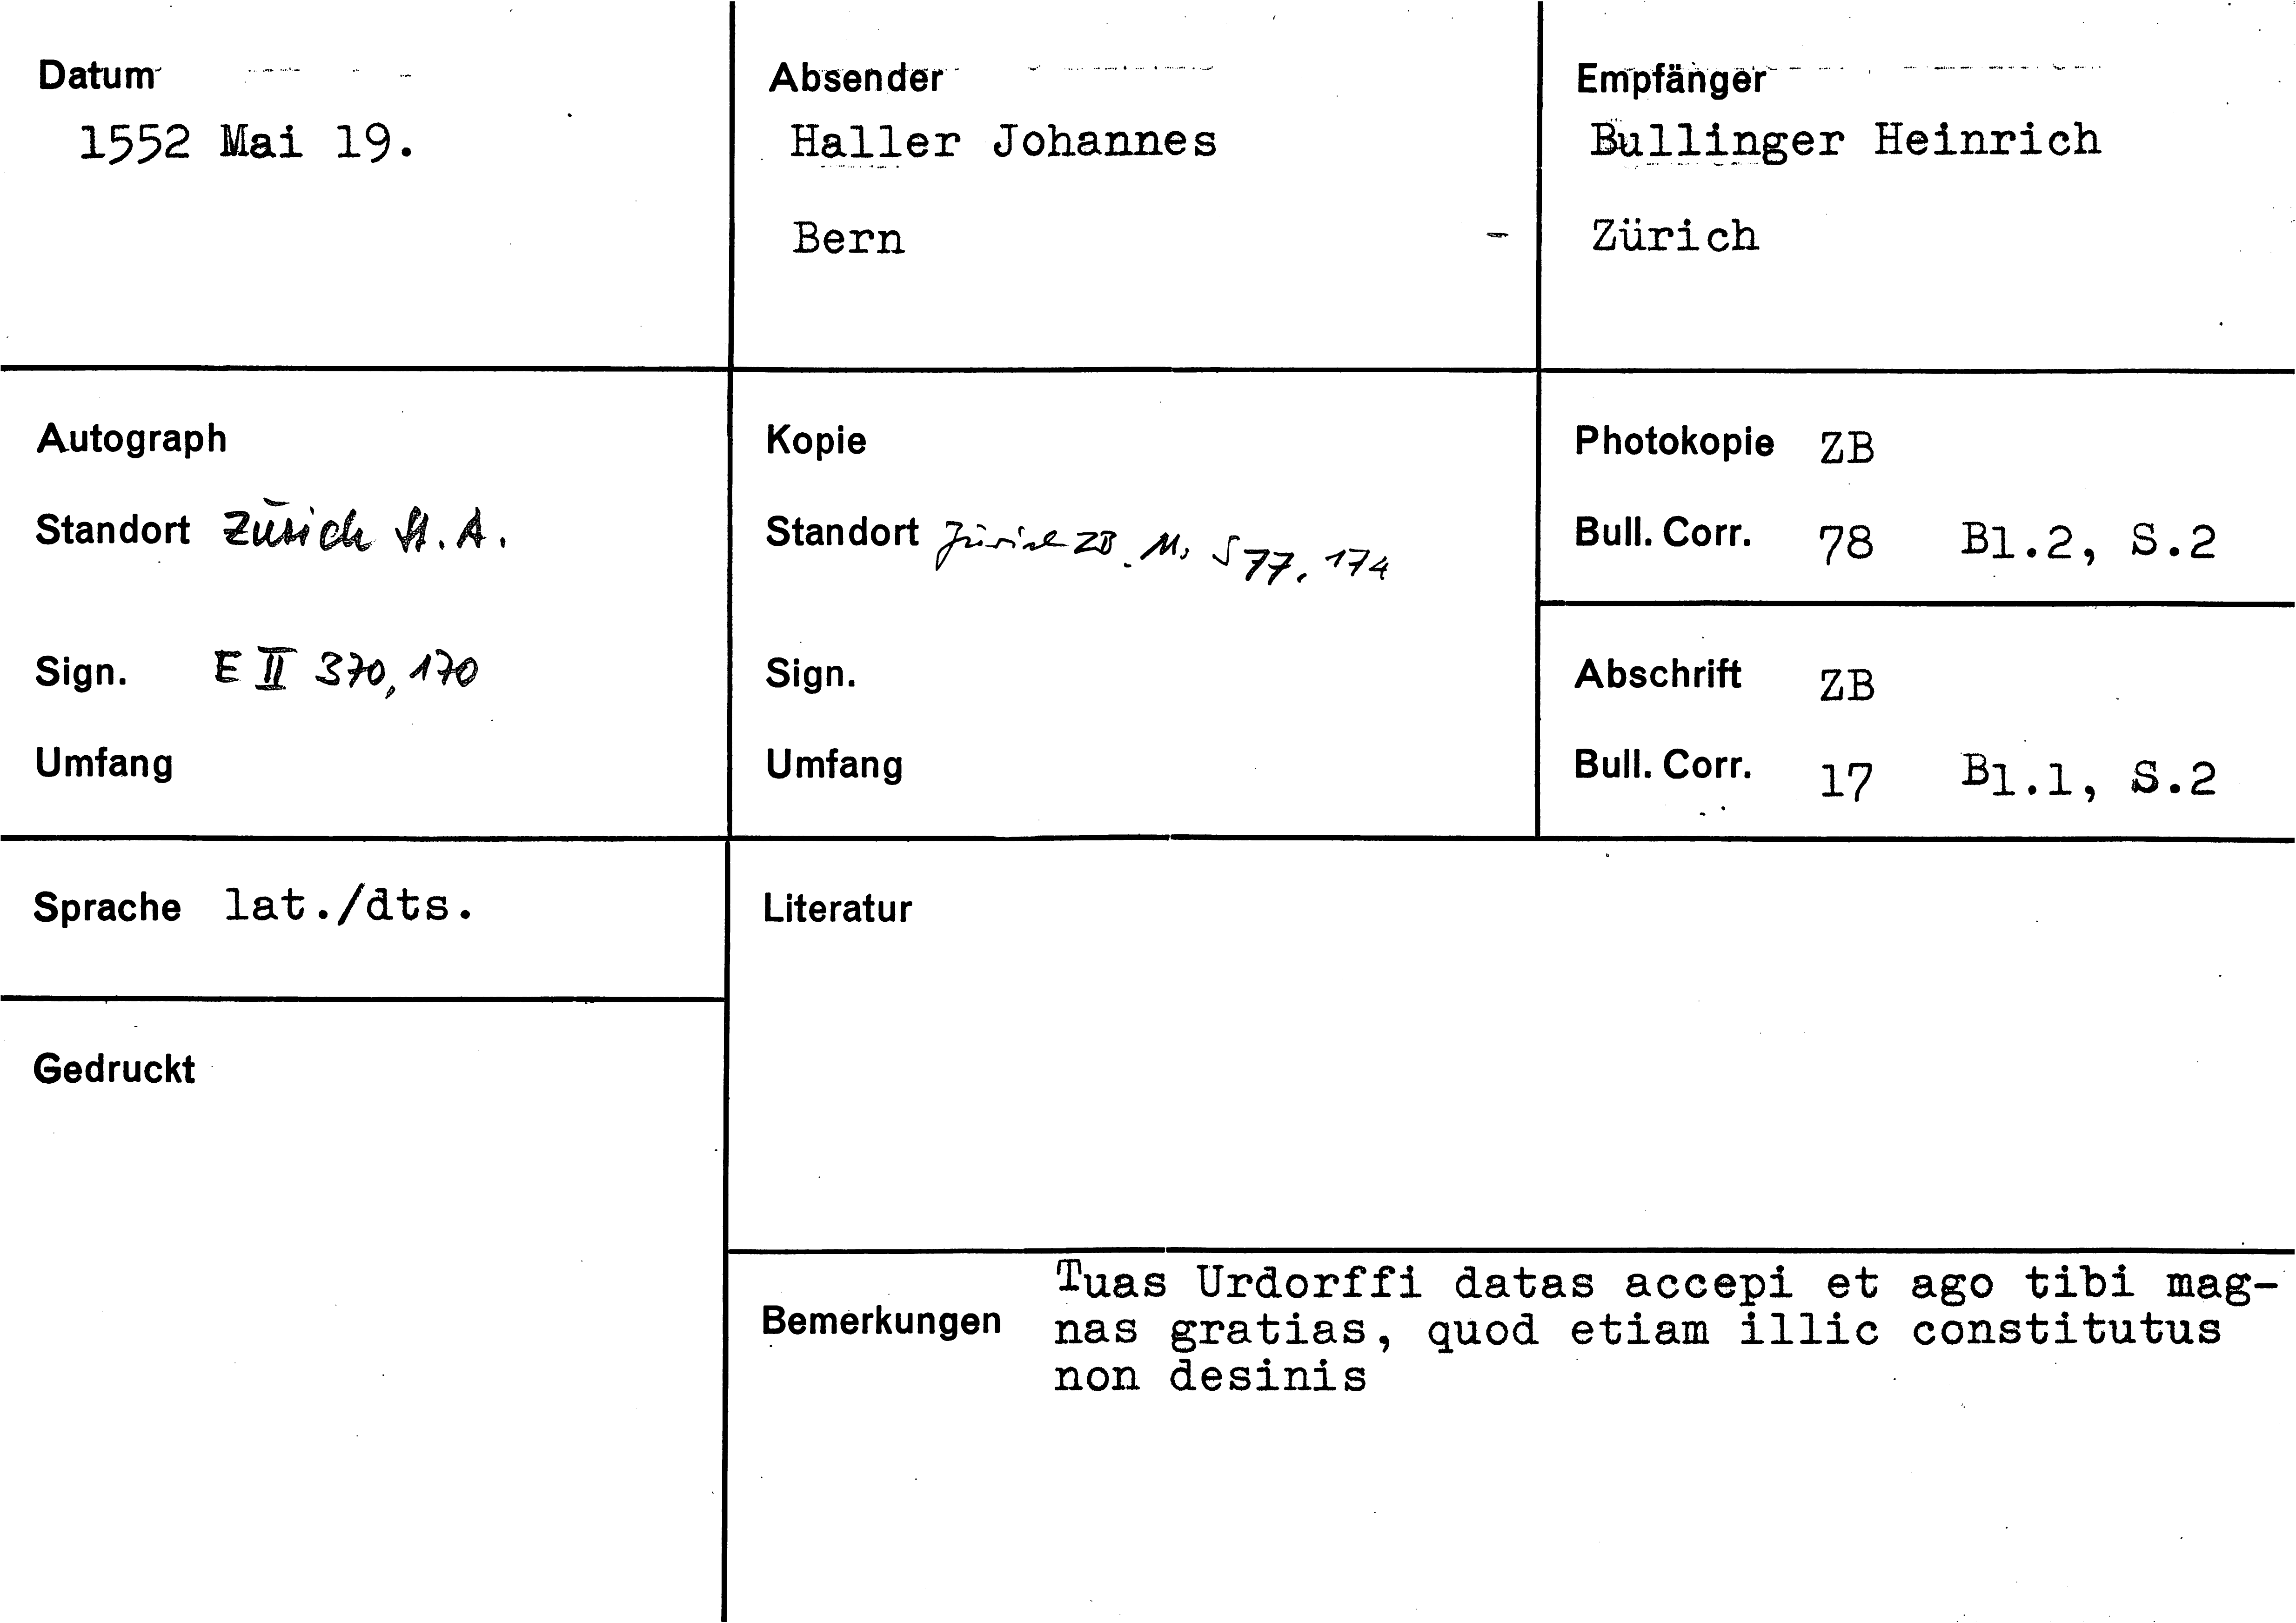 Datum
1552 Mai 19.
Absender
Haller Johannes
Bern -
Empfänger
Bullinger Heinrich
Zürich
Autograph
Standort Zürich St. A.
Sign. E II 370, 170
Umfang
Kopie
Standort Zürich ZB. Ms S 77, 174
Sign.
Umfang
Photokopie ZB
Bull. Corr. 78 Bl.2, S.2
Abschrift ZB
Bull. Corr. 17 Bl.1, S.2
Sprache lat./dts.
Gedruckt
Literatur
Bemerkungen
Tuas Urdorffi datas accepi et ago tibi mag-
nas gratias, quod etiam illic constitutus
non desinis